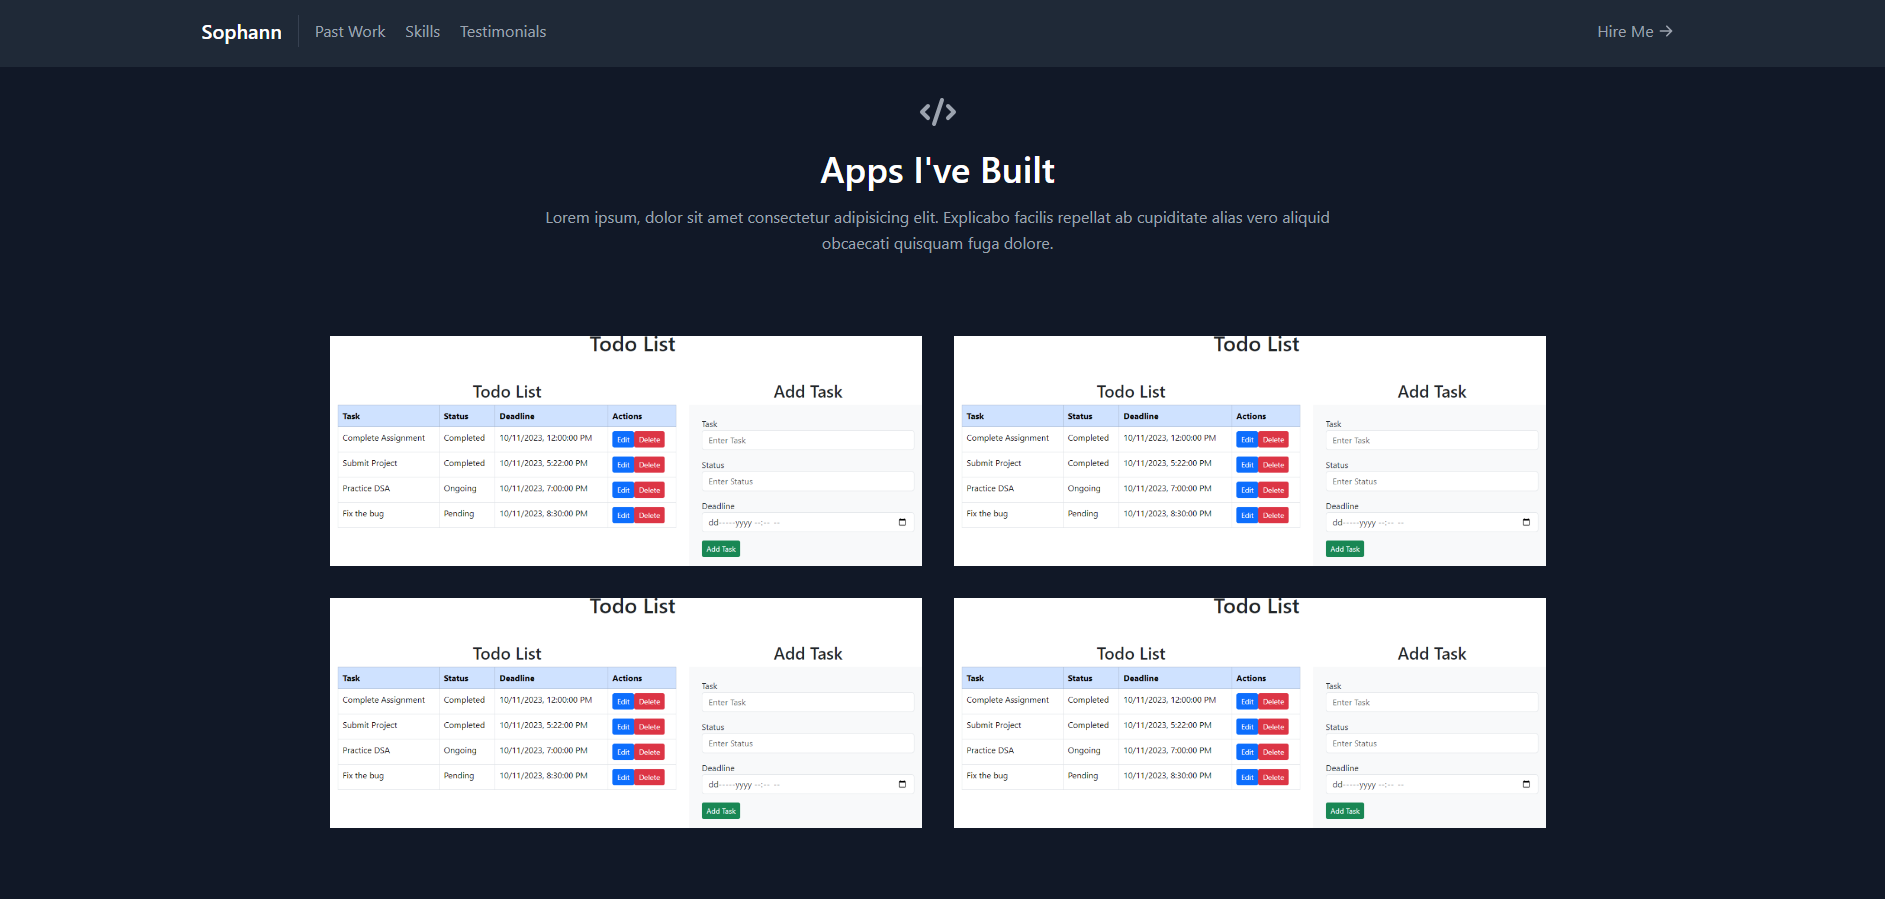 Sophann Past Work Skills Testimonials Hire Me →
</>
Apps I've Built
Lorem ipsum, dolor sit amet consectetur adipisicing elit. Explicabo facilis repellat ab cupiditate alias vero aliquid
obcaecati quisquam fuga dolore.
Todo List
Todo List
Task Status Deadline Actions
Complete Assignment Completed 10/11/2023, 12:00:00 PM Edit Delete
Submit Project Completed 10/11/2023, 5:22:00 PM Edit Delete
Practice DSA Ongoing 10/11/2023, 7:00:00 PM Edit Delete
Fix the bug Pending 10/11/2023, 8:30:00 PM Edit Delete
Add Task
Task
Enter Task
Status
Enter Status
Deadline
dd-----yyyy --:-- --
Add Task
Todo List
Todo List
Task Status Deadline Actions
Complete Assignment Completed 10/11/2023, 12:00:00 PM Edit Delete
Submit Project Completed 10/11/2023, 5:22:00 PM Edit Delete
Practice DSA Ongoing 10/11/2023, 7:00:00 PM Edit Delete
Fix the bug Pending 10/11/2023, 8:30:00 PM Edit Delete
Add Task
Task
Enter Task
Status
Enter Status
Deadline
dd-----yyyy --:-- --
Add Task
Todo List
Todo List
Task Status Deadline Actions
Complete Assignment Completed 10/11/2023, 12:00:00 PM Edit Delete
Submit Project Completed 10/11/2023, 5:22:00 PM Edit Delete
Practice DSA Ongoing 10/11/2023, 7:00:00 PM Edit Delete
Fix the bug Pending 10/11/2023, 8:30:00 PM Edit Delete
Add Task
Task
Enter Task
Status
Enter Status
Deadline
dd-----yyyy --:-- --
Add Task
Todo List
Todo List
Task Status Deadline Actions
Complete Assignment Completed 10/11/2023, 12:00:00 PM Edit Delete
Submit Project Completed 10/11/2023, 5:22:00 PM Edit Delete
Practice DSA Ongoing 10/11/2023, 7:00:00 PM Edit Delete
Fix the bug Pending 10/11/2023, 8:30:00 PM Edit Delete
Add Task
Task
Enter Task
Status
Enter Status
Deadline
dd-----yyyy --:-- --
Add Task